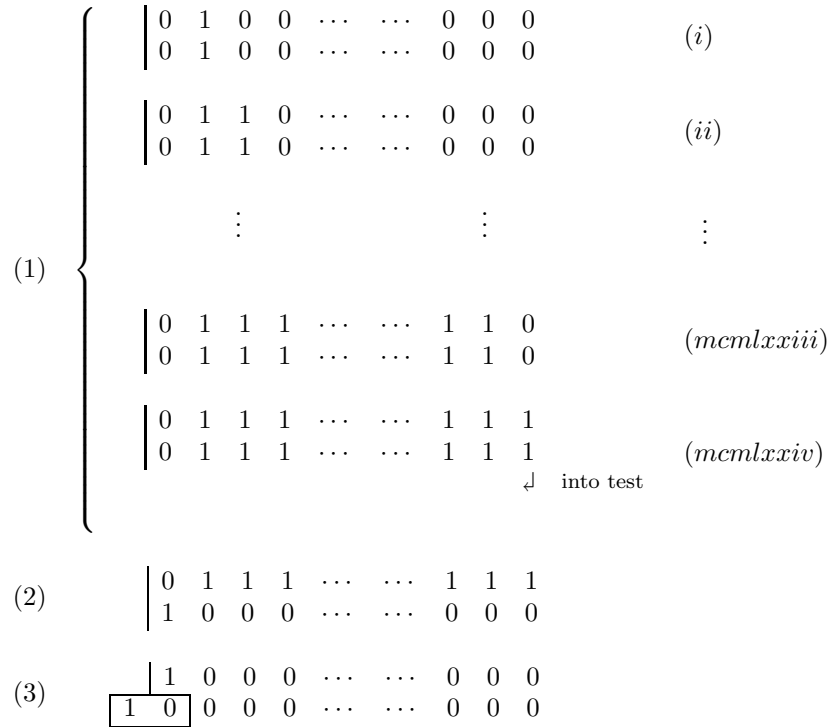 0 1 0 0 ⋯ ⋯ 0 0 0
(i)
0 1 0 0 ⋯ ⋯ 0 0 0
0 1 1 0 ⋯ ⋯ 0 0 0
(ii)
0 1 1 0 ⋯ ⋯ 0 0 0
⋮ ⋮ ⋮
(1)
0 1 1 1 ⋯ ⋯ 1 1 0
(mcmlxxiii)
0 1 1 1 ⋯ ⋯ 1 1 0
0 1 1 1 ⋯ ⋯ 1 1 1
0 1 1 1 ⋯ ⋯ 1 1 1
(mcmlxxiv)
↲ into test
0 1 1 1 ⋯ ⋯ 1 1 1
(2)
1 0 0 0 ⋯ ⋯ 0 0 0
1 0 0 0 ⋯ ⋯ 0 0 0
(3)
1 0 0 0 0 ⋯ ⋯ 0 0 0